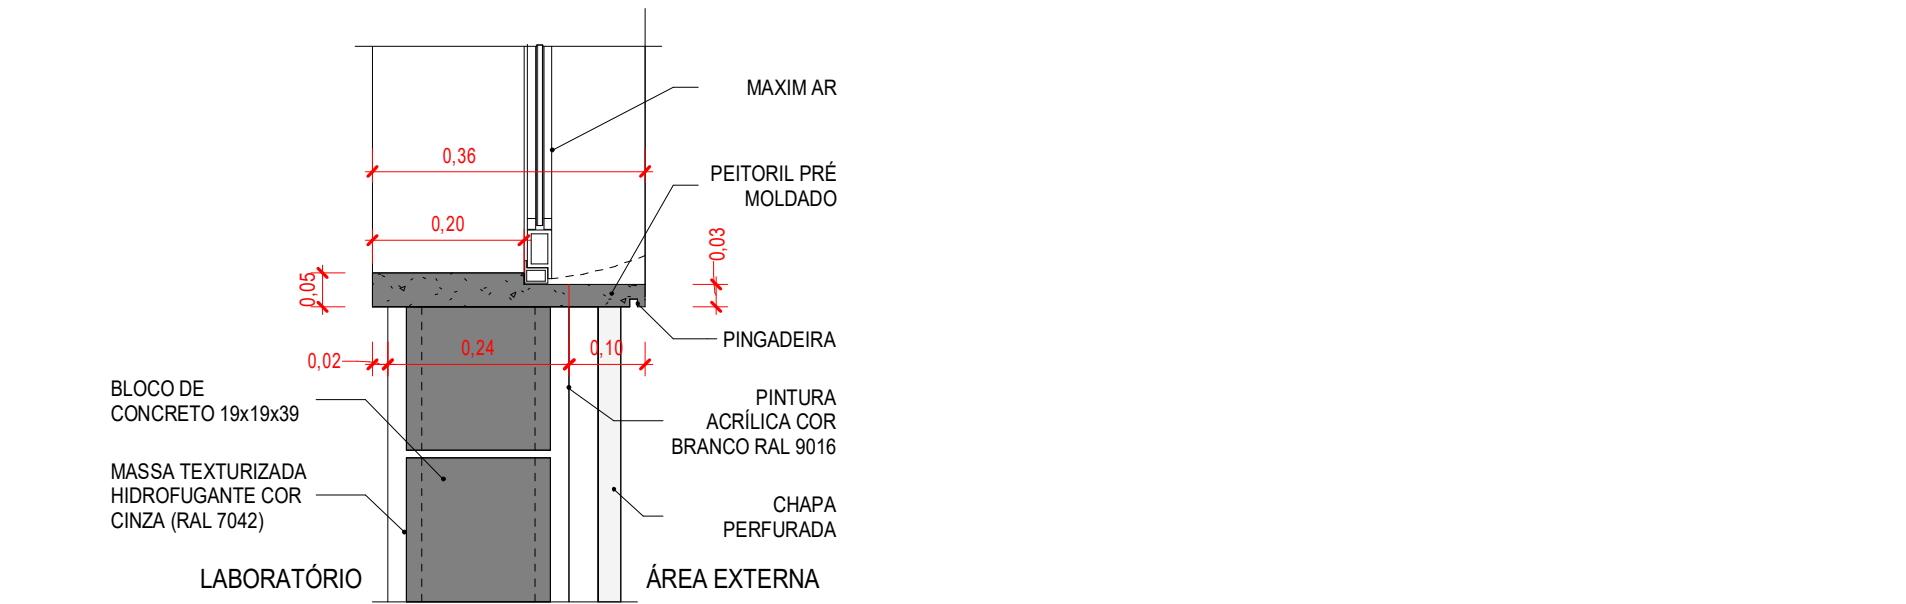 MAXIM AR
0,36
PEITORIL PRÉ
MOLDADO
0,20
0,03
0,05
PINGADEIRA
0,02
0,24
0,10
BLOCO DE
CONCRETO 19x19x39
PINTURA
ACRÍLICA COR
BRANCO RAL 9016
MASSA TEXTURIZADA
HIDROFUGANTE COR
CINZA (RAL 7042)
CHAPA
PERFURADA
LABORATÓRIO
ÁREA EXTERNA